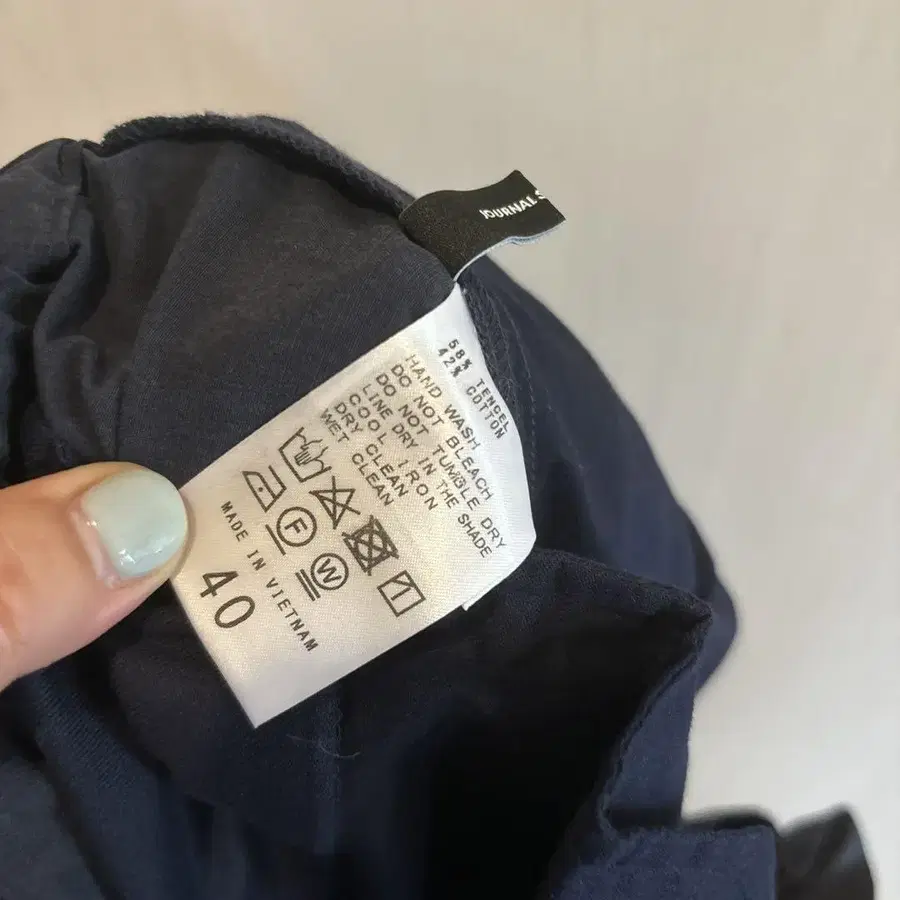 JOURNAL S
58% TENCEL
42% COTTON
HAND WASH
DO NOT BLEACH
DO NOT TUMBLE DRY
LINE DRY IN THE SHADE
COOL IRON
DRY CLEAN
WET CLEAN
F
W
MADE IN VIETNAM
40